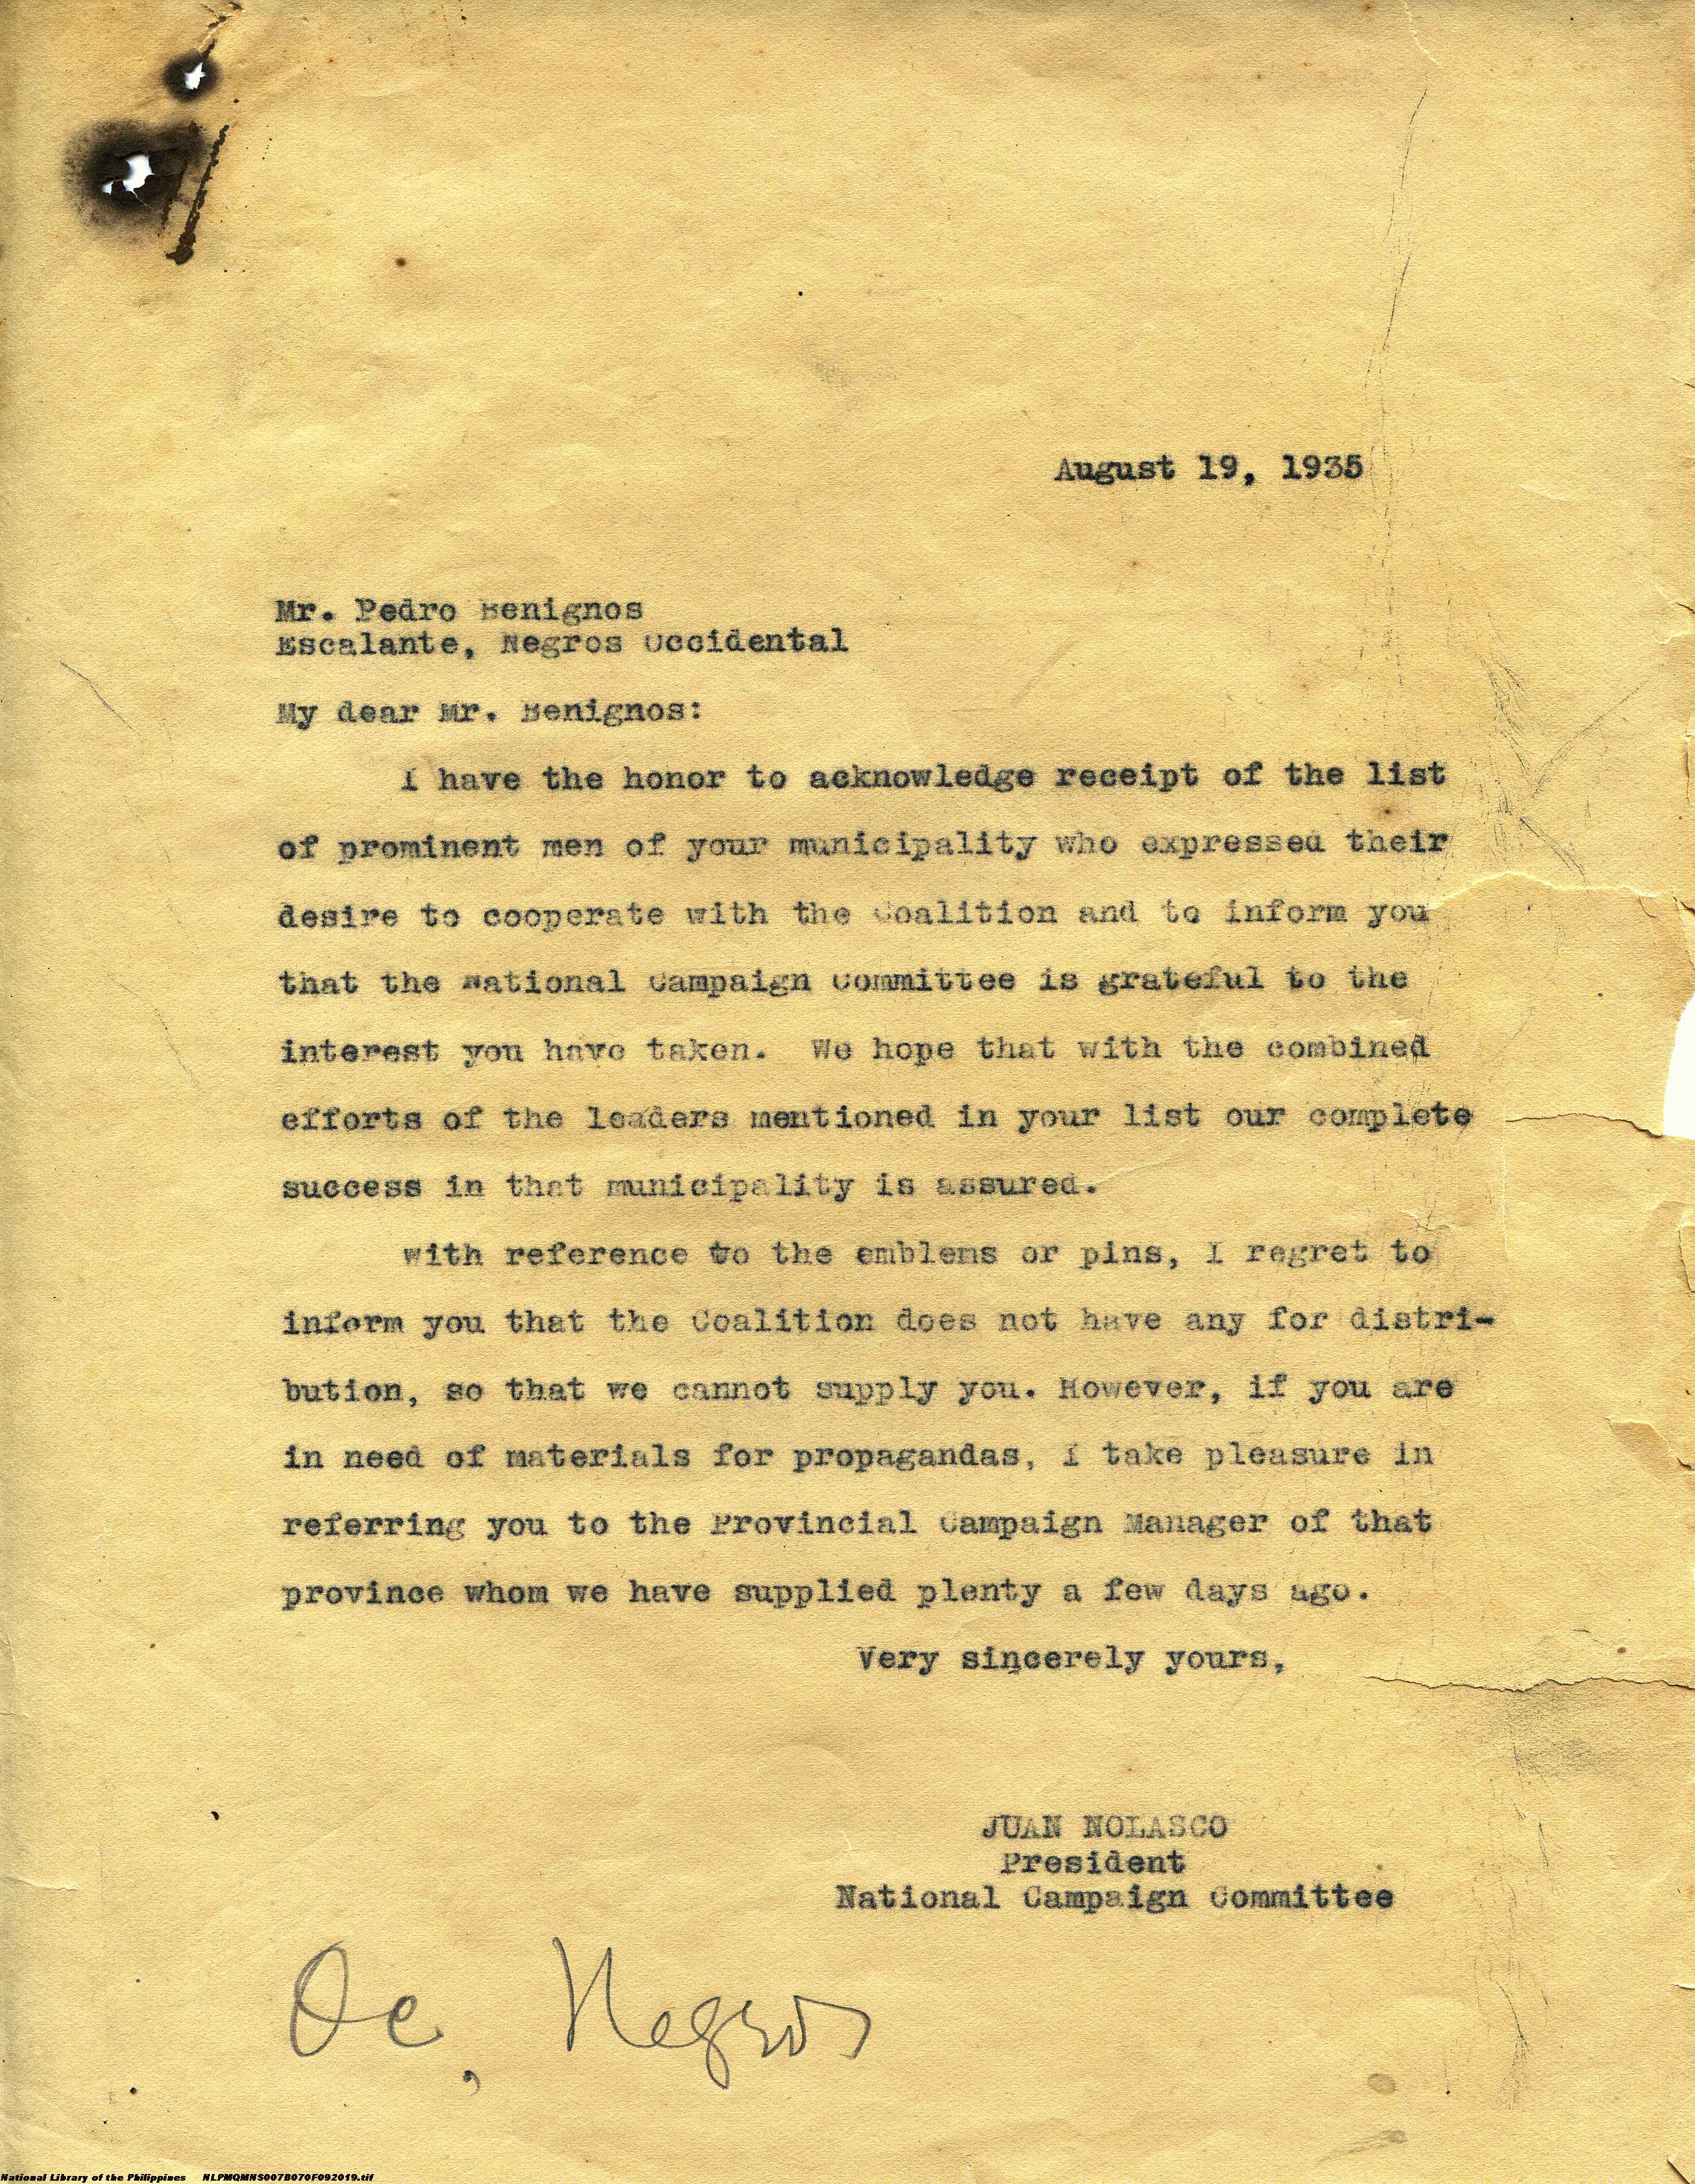 August 19, 1935
Mr. Pedro Benignos
Escalante, Negros Occidental
My dear Mr. Benignos:
I have the honor to acknowledge receipt of the list
of prominent men of your municipality who expressed their
desire to cooperate with the Coalition and to inform you
that the National Campaign Committee is grateful to the
interest you have taken. We hope that with the combined
efforts of the leaders mentioned in your list our complete
success in that municipality is assured.
With reference to the emblems or pins, I regret to
inform you that the Coalition does not have any for distri-
bution, so that we cannot supply you. However, if you are
in need of materials for propagandas, I take pleasure in
referring you to the Provincial Campaign Manager of that
province whom we have supplied plenty a few days ago.
Very sincerely yours,
JUAN NOLASCO
President
National Campaign Committee
Oc, Negros
National Library of the Philippines NLPMQMNS007B070F092019.tif